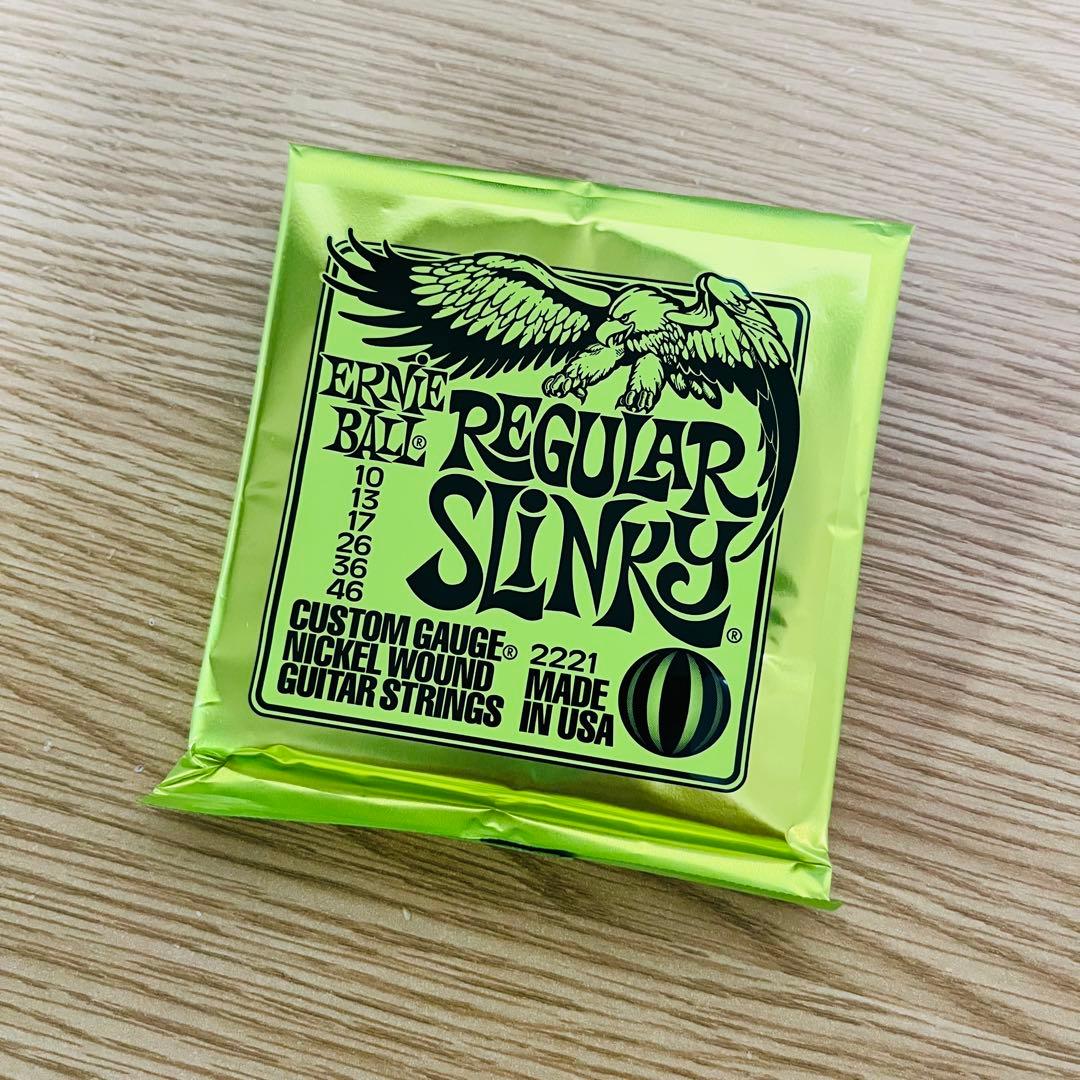 ERNIE
BALL®
REGULAR
SLINKY®
10
13
17
26
36
46
CUSTOM GAUGE®
NICKEL WOUND
GUITAR STRINGS
2221
MADE
IN USA